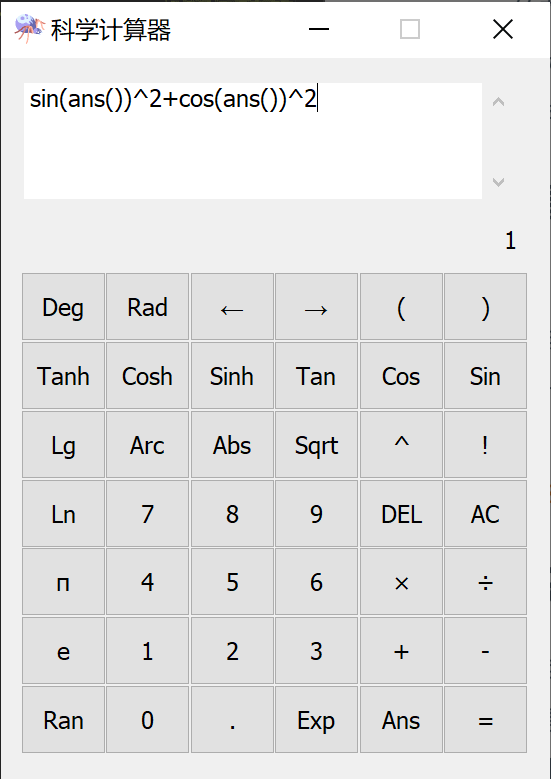 科学计算器
sin(ans())^2+cos(ans())^2
1
Deg Rad ← → ( )
Tanh Cosh Sinh Tan Cos Sin
Lg Arc Abs Sqrt ^ !
Ln 7 8 9 DEL AC
п 4 5 6 × ÷
e 1 2 3 + -
Ran 0 . Exp Ans =